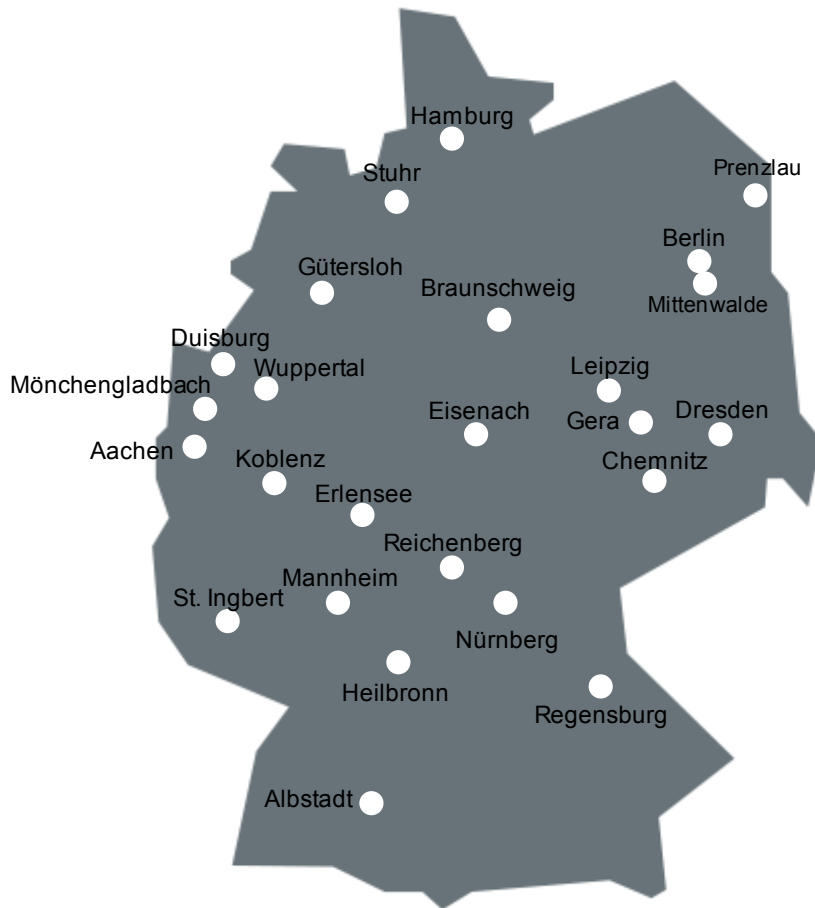 Hamburg
Prenzlau
Stuhr
Berlin
Gütersloh
Braunschweig
Mittenwalde
Duisburg
Wuppertal
Leipzig
Mönchengladbach
Eisenach
Gera
Dresden
Aachen
Koblenz
Chemnitz
Erlensee
Reichenberg
Mannheim
St. Ingbert
Nürnberg
Heilbronn
Regensburg
Albstadt